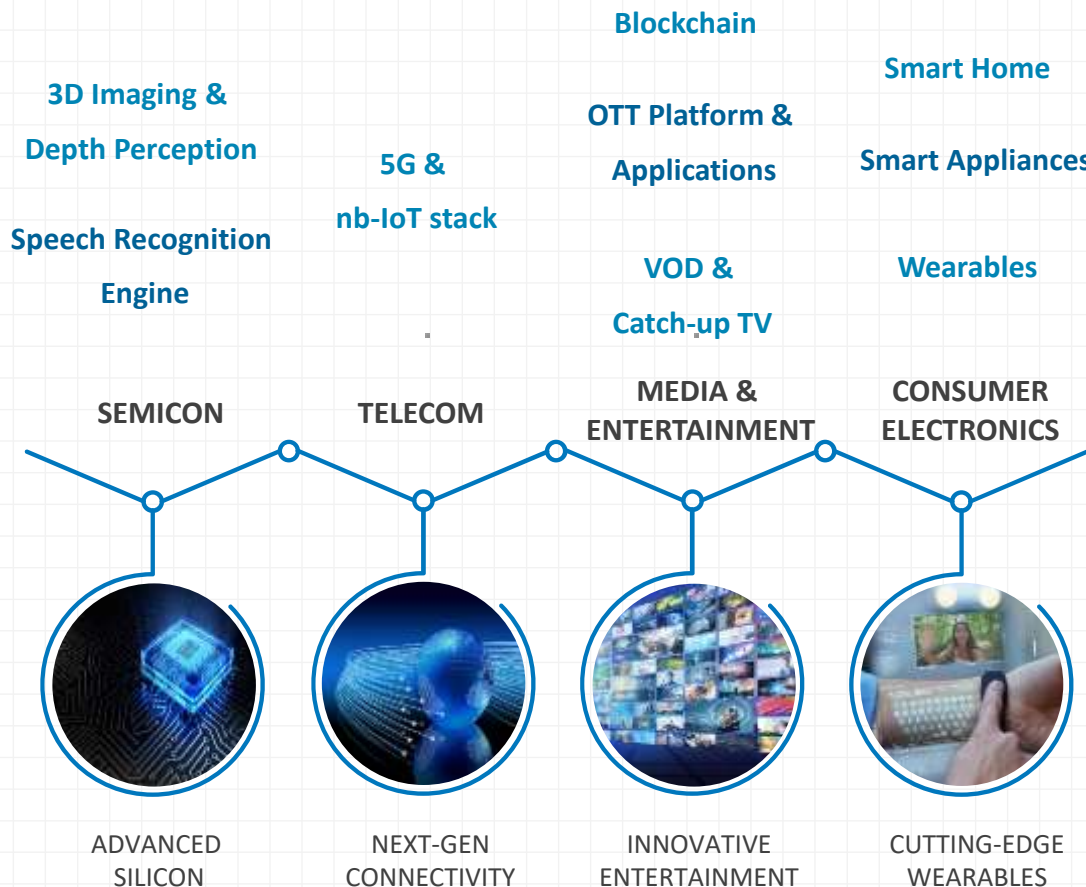 3D Imaging &
Depth Perception
Speech Recognition
Engine
SEMICON
ADVANCED
SILICON
5G &
nb-IoT stack
TELECOM
NEXT-GEN
CONNECTIVITY
Blockchain
OTT Platform &
Applications
VOD &
Catch-up TV
MEDIA &
ENTERTAINMENT
INNOVATIVE
ENTERTAINMENT
Smart Home
Smart Appliances
Wearables
CONSUMER
ELECTRONICS
CUTTING-EDGE
WEARABLES